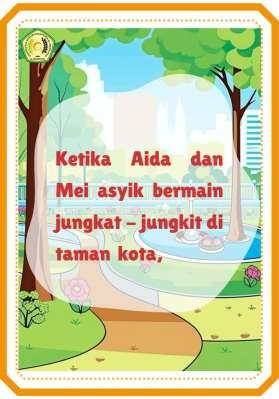 Ketika Aida dan
Mei asyik bermain
jungkat – jungkit di
taman kota,